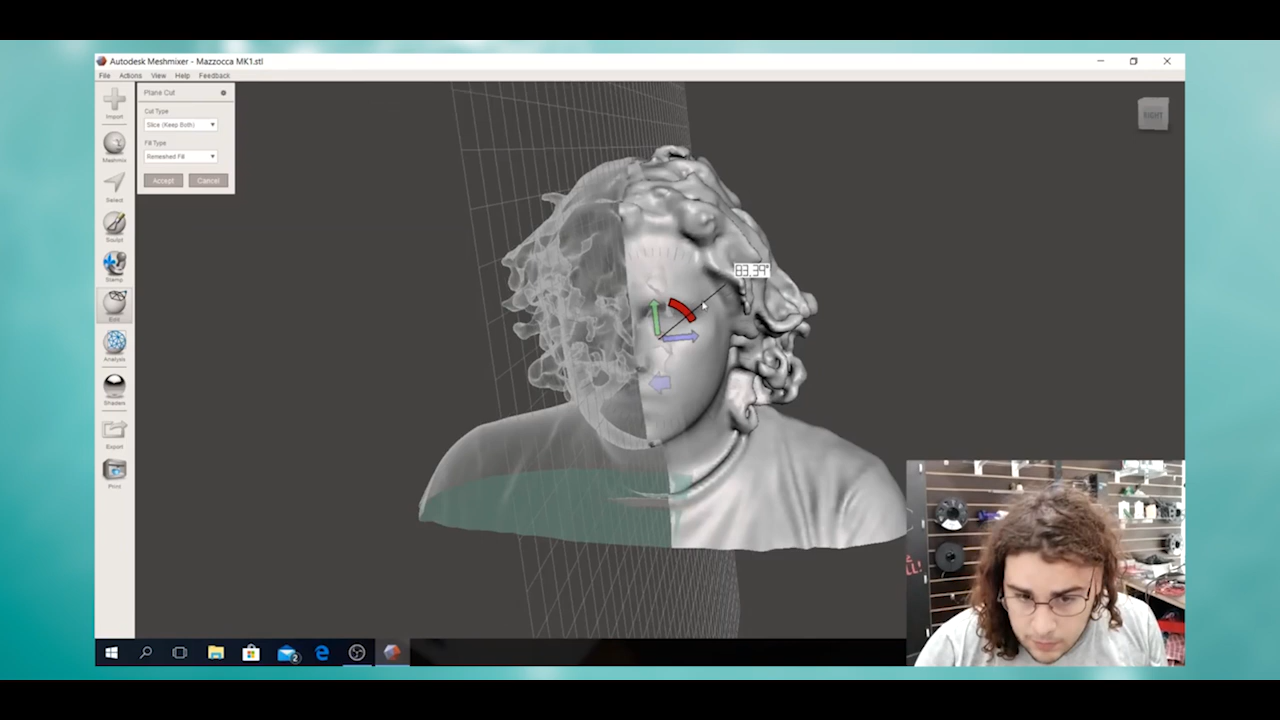 Autodesk Meshmixer - Mazzocca MK1.stl
File Actions View Help Feedback
Import
Meshmix
Select
Sculpt
Stamp
Edit
Analysis
Shaders
Export
Print
Plane Cut
Cut Type
Slice (Keep Both)
Fill Type
Remeshed Fill
Accept Cancel
RIGHT
83.39°
2